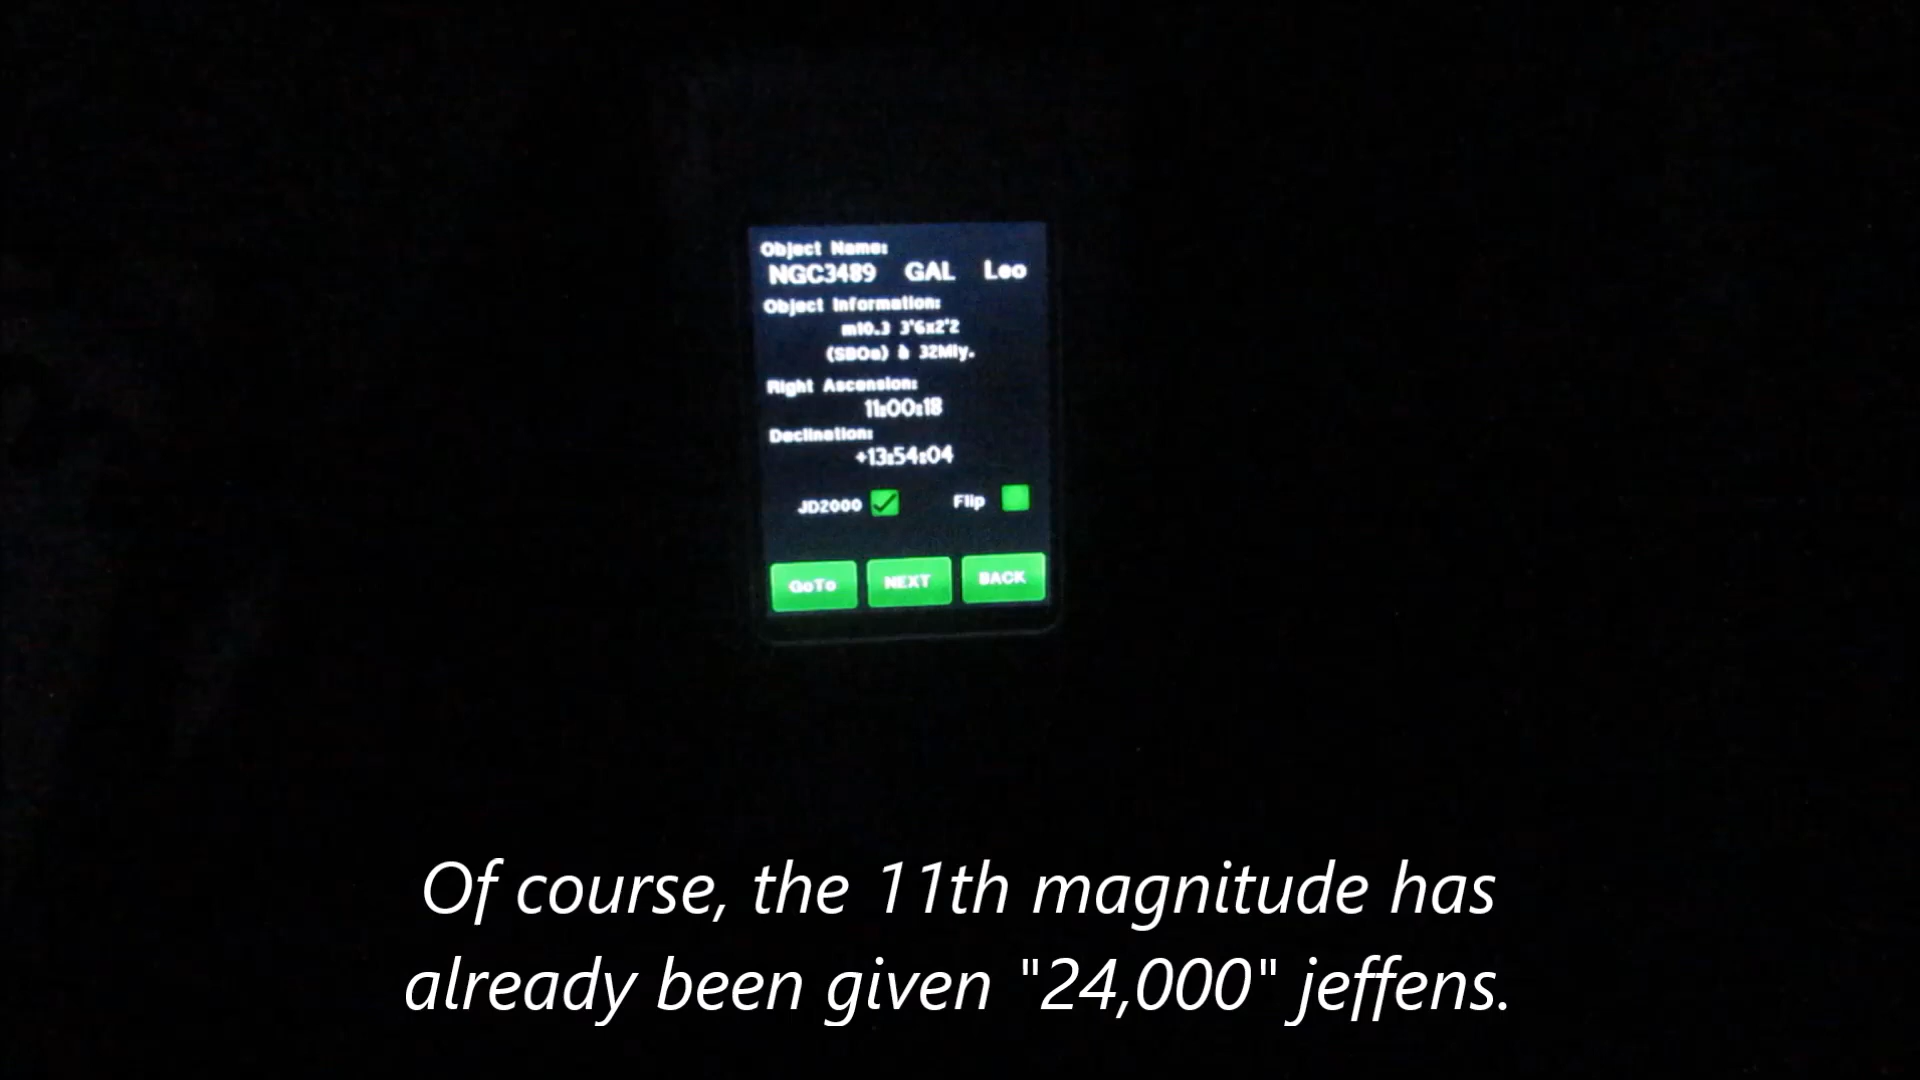 Object Name:
NGC3489 GAL Leo
Object Information:
m10.3 3'6x2'2
(SB0a) à 32Mly.
Right Ascension:
11:00:18
Declination:
+13:54:04
JD2000 Flip
GoTo NEXT BACK
Of course, the 11th magnitude has
already been given "24,000" jeffens.